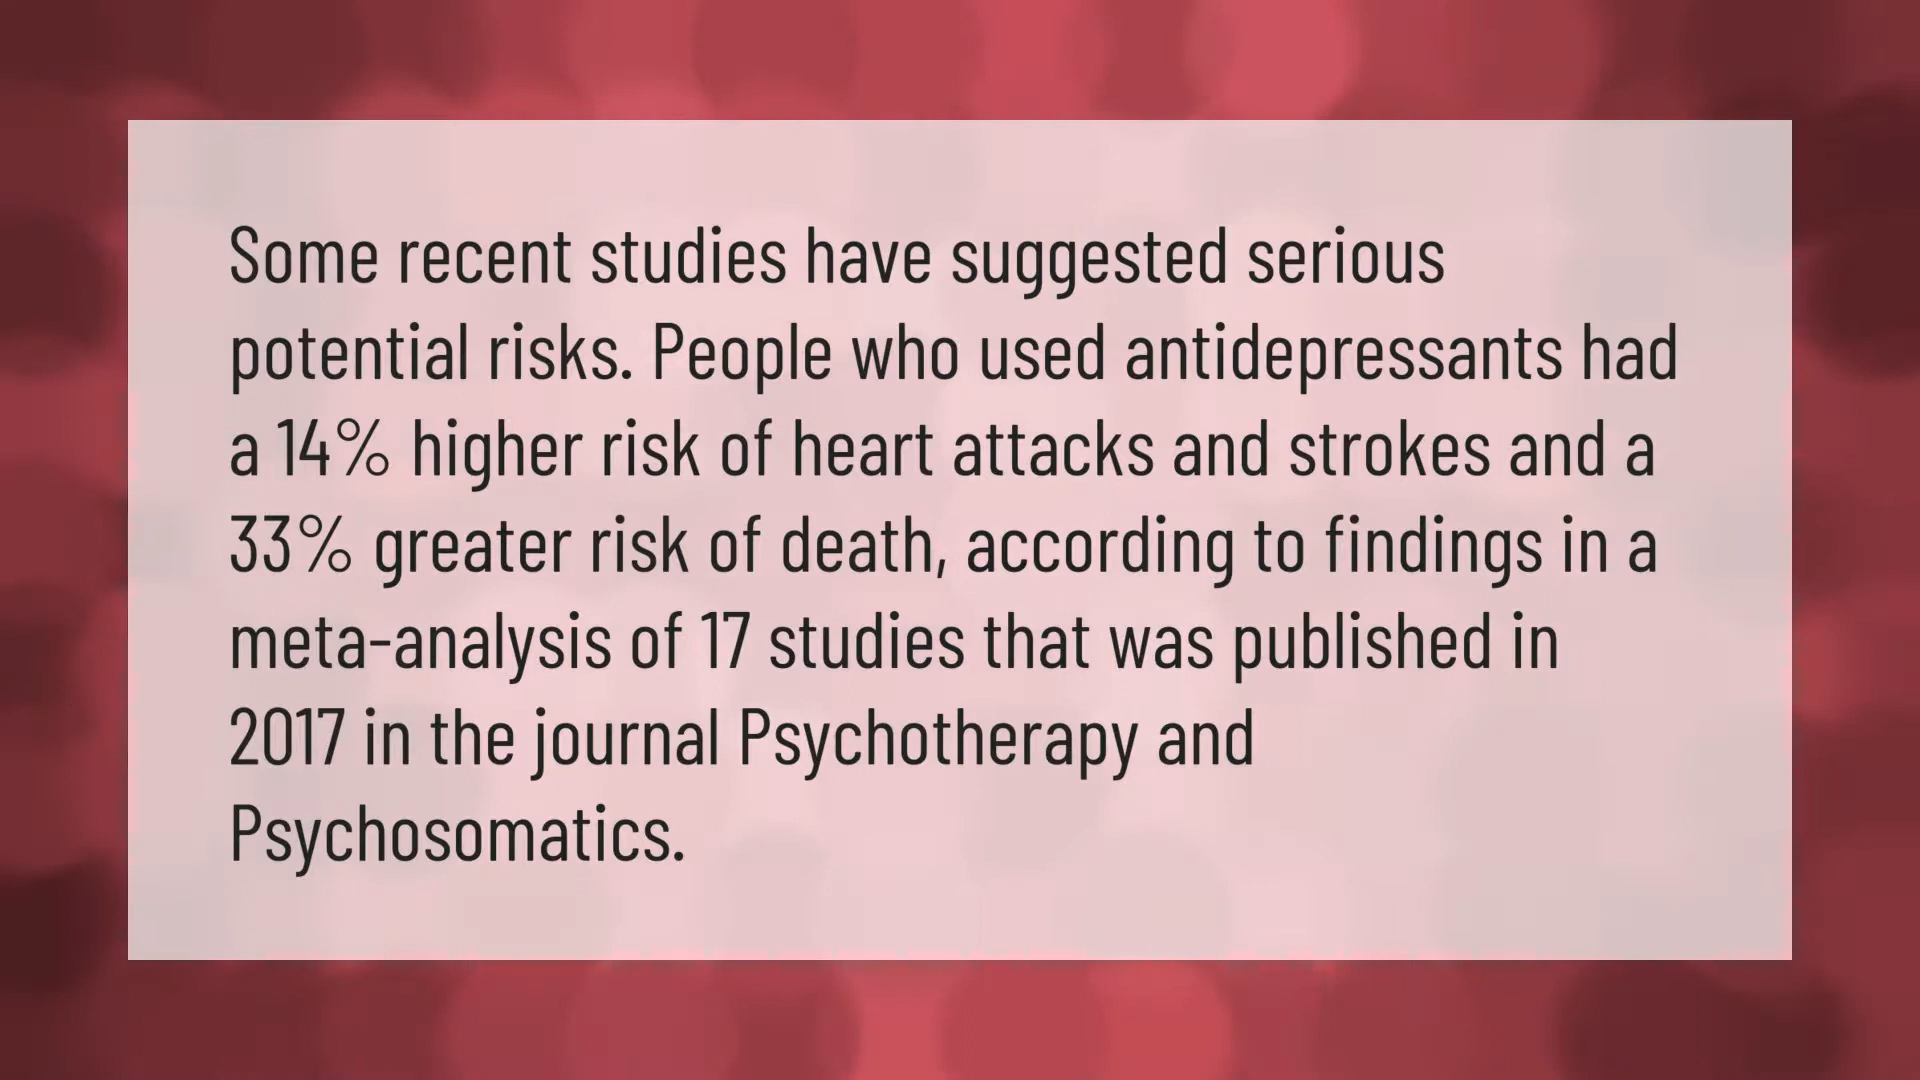 Some recent studies have suggested serious
potential risks. People who used antidepressants had
a 14% higher risk of heart attacks and strokes and a
33% greater risk of death, according to findings in a
meta-analysis of 17 studies that was published in
2017 in the journal Psychotherapy and
Psychosomatics.